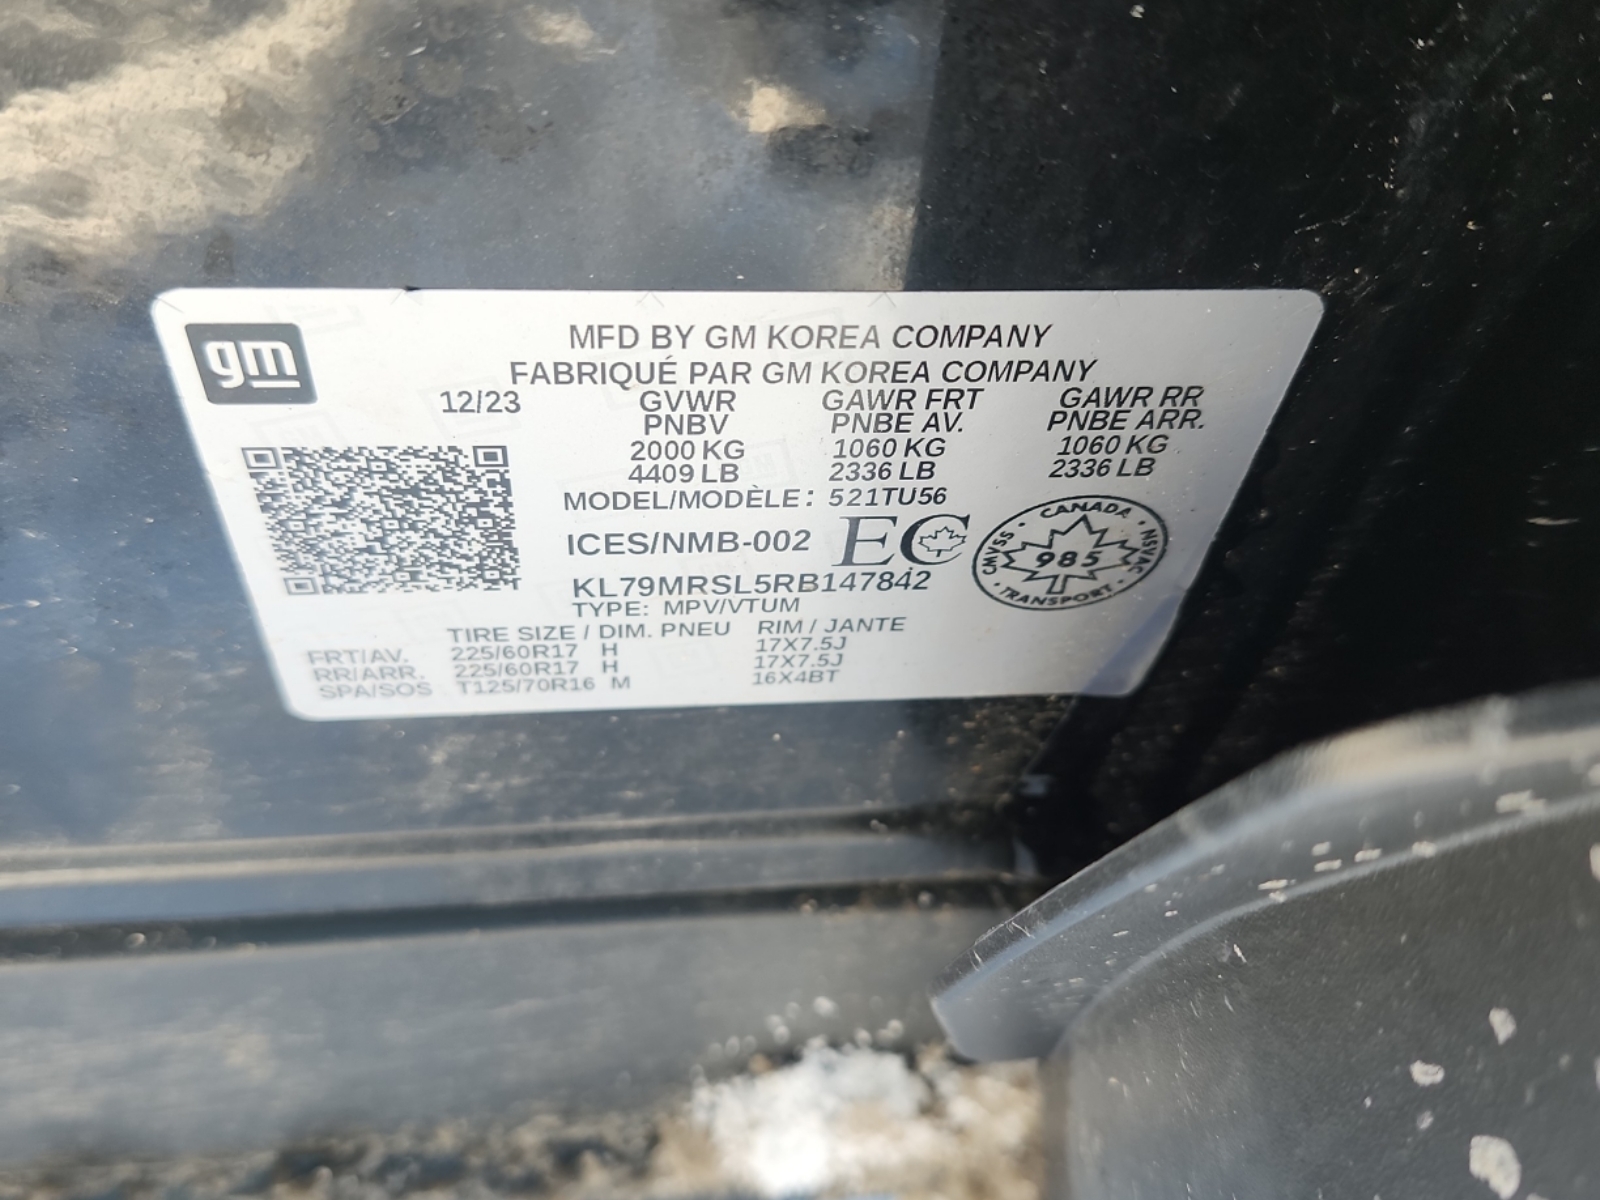 gm
MFD BY GM KOREA COMPANY
FABRIQUÉ PAR GM KOREA COMPANY
12/23 GVWR GAWR FRT GAWR RR
PNBV PNBE AV. PNBE ARR.
2000 KG 1060 KG 1060 KG
4409 LB 2336 LB 2336 LB
MODEL/MODÈLE: 521TU56
ICES/NMB-002 EC
CANADA
CMVSS 985 NSVAC
TRANSPORT
KL79MRSL5RB147842
TYPE: MPV/VTUM
TIRE SIZE / DIM. PNEU RIM / JANTE
FRT/AV. 225/60R17 H 17X7.5J
RR/ARR. 225/60R17 H 17X7.5J
SPA/SOS T125/70R16 M 16X4BT